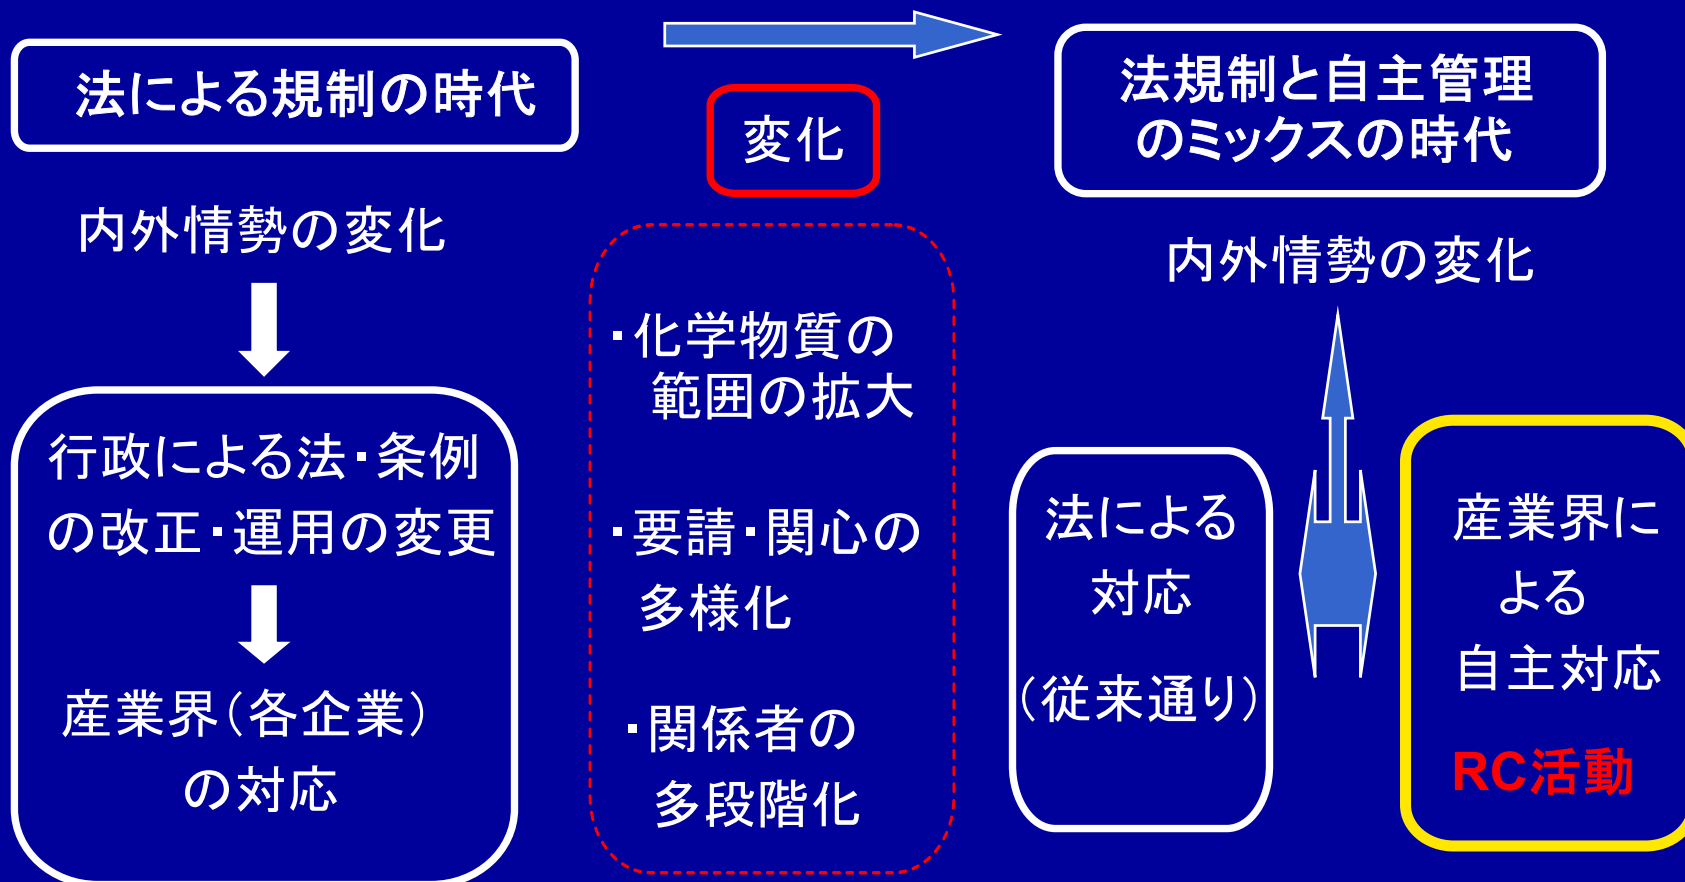 法による規制の時代
内外情勢の変化
行政による法・条例
の改正・運用の変更
産業界(各企業)
の対応
変化
・化学物質の
範囲の拡大
・要請・関心の
多様化
・関係者の
多段階化
法規制と自主管理
のミックスの時代
内外情勢の変化
法による
対応
(従来通り)
産業界に
よる
自主対応
RC活動